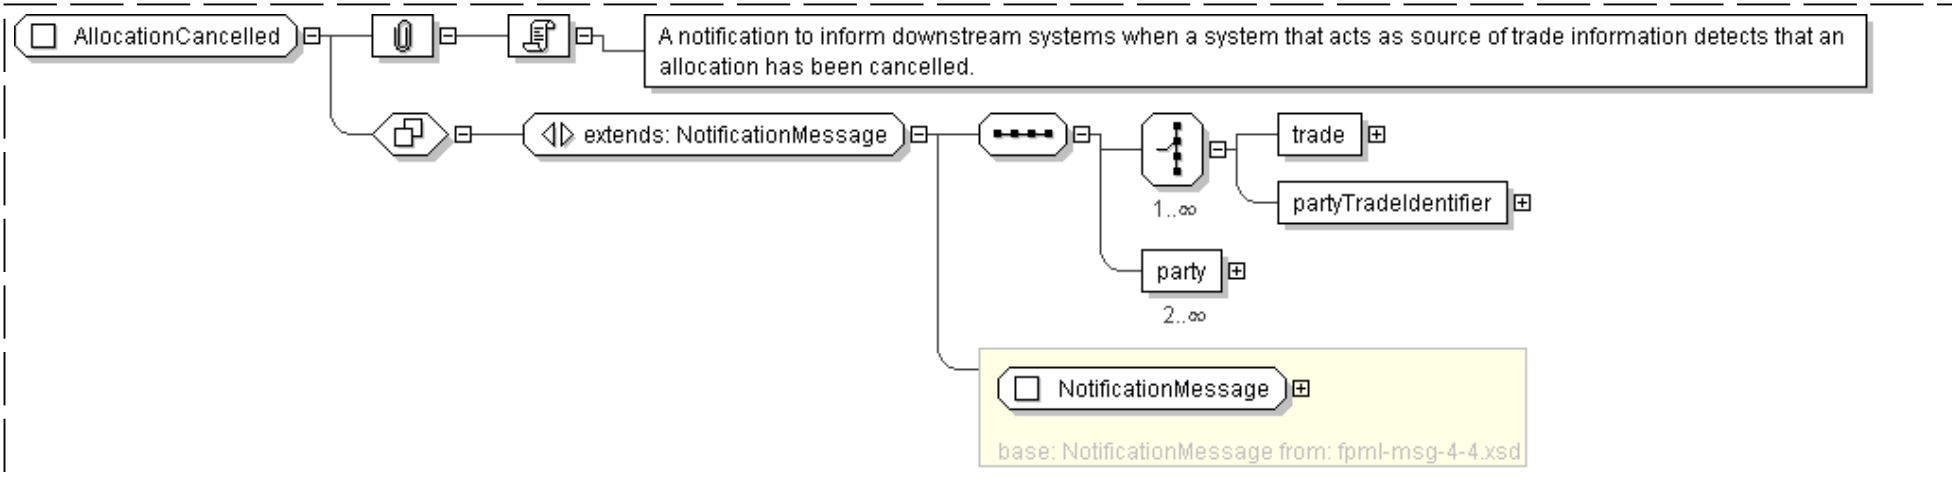 AllocationCancelled
A notification to inform downstream systems when a system that acts as source of trade information detects that an
allocation has been cancelled.
extends: NotificationMessage
trade
partyTradeIdentifier
1..∞
party
2..∞
NotificationMessage
base: NotificationMessage from: fpml-msg-4-4.xsd